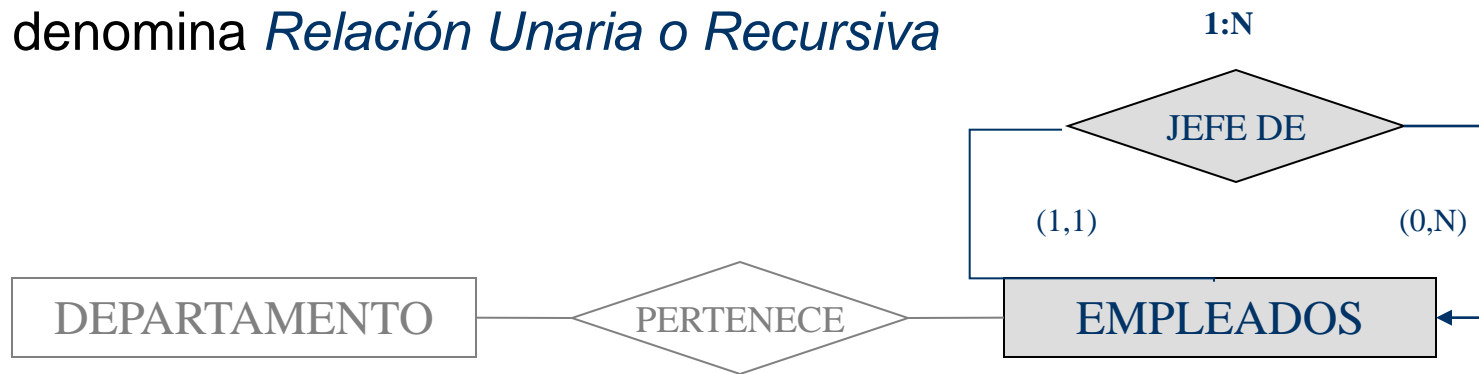 denomina Relación Unaria o Recursiva
1:N
JEFE DE
(1,1)
(0,N)
DEPARTAMENTO
PERTENECE
EMPLEADOS